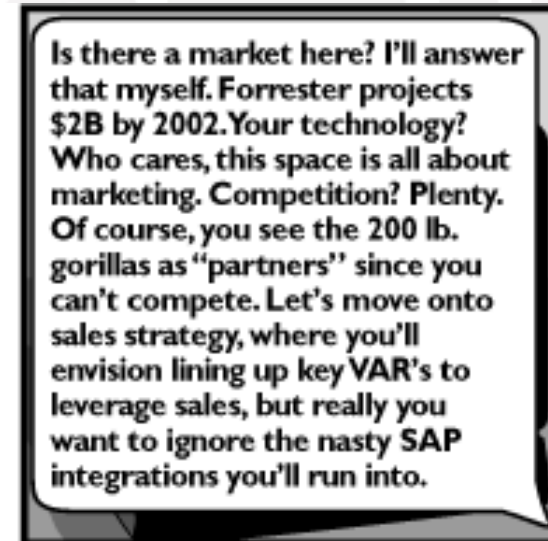 Is there a market here? I'll answer
that myself. Forrester projects
$2B by 2002. Your technology?
Who cares, this space is all about
marketing. Competition? Plenty.
Of course, you see the 200 lb.
gorillas as “partners” since you
can't compete. Let's move onto
sales strategy, where you'll
envision lining up key VAR's to
leverage sales, but really you
want to ignore the nasty SAP
integrations you'll run into.